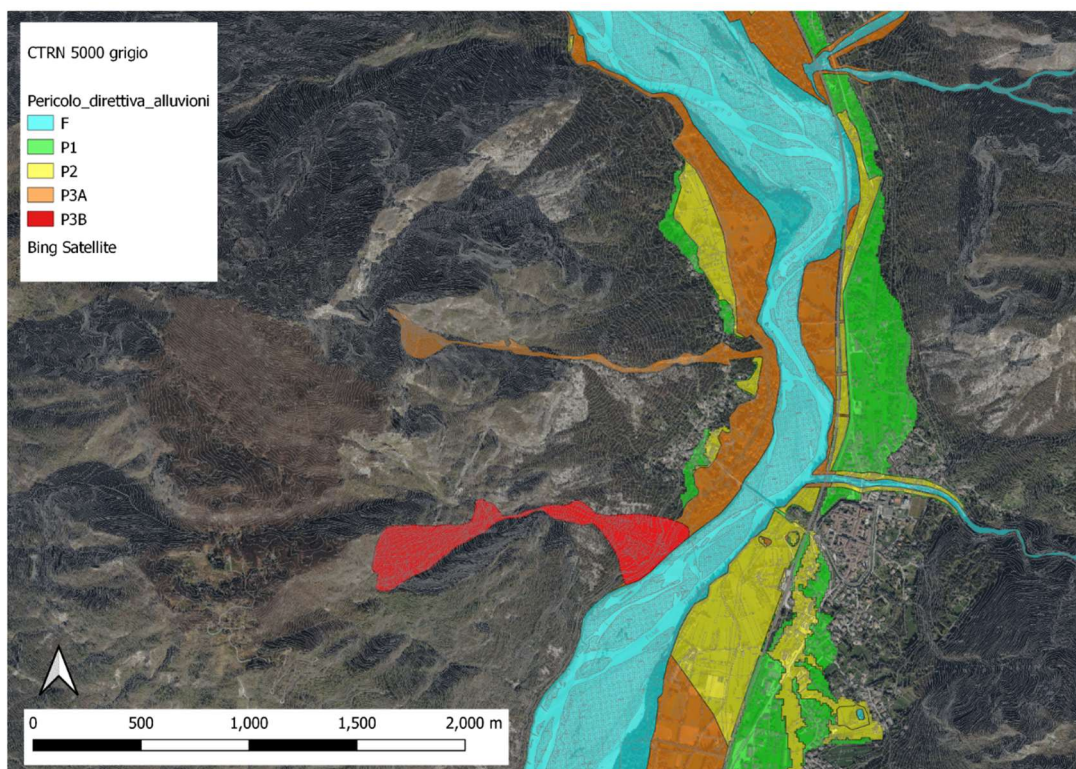 CTRN 5000 grigio
Pericolo_direttiva_alluvioni
F
P1
P2
P3A
P3B
Bing Satellite
0 500 1,000 1,500 2,000 m